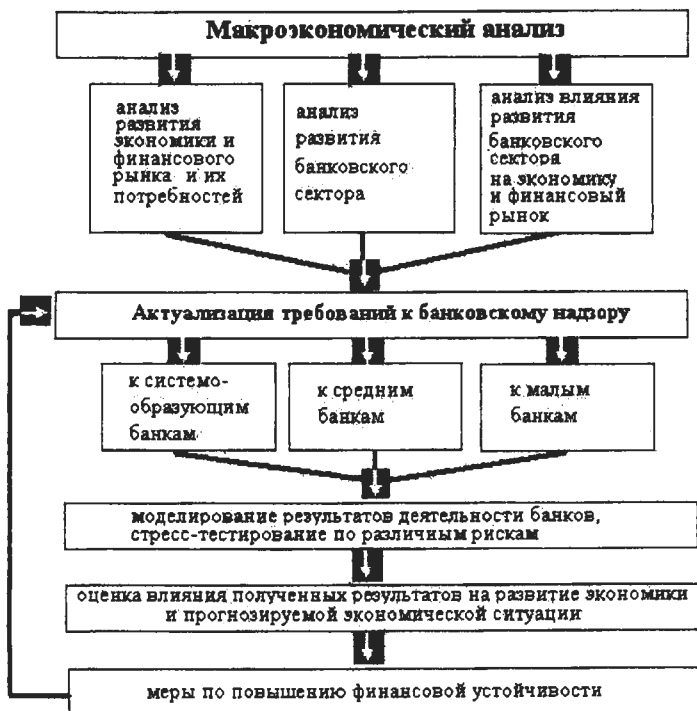 Макроэкономический анализ
анализ
развития
экономики и
финансового
рынка и их
потребностей
анализ
развития
банковского
сектора
анализ влияния
развития
банковского
сектора
на экономику
и финансовый
рынок
Актуализация требований к банковскому надзору
к системо-
образующим
банкам
к средним
банкам
к малым
банкам
моделирование результатов деятельности банков,
стресс-тестирование по различным рискам
оценка влияния полученных результатов на развитие экономики
и прогнозируемой экономической ситуации
меры по повышению финансовой устойчивости